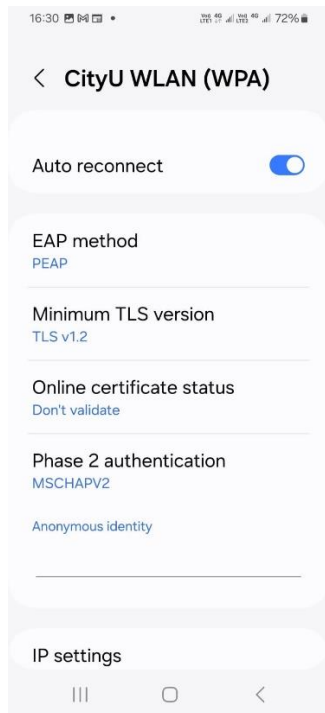 16:30
72%
CityU WLAN (WPA)
Auto reconnect
EAP method
PEAP
Minimum TLS version
TLS v1.2
Online certificate status
Don't validate
Phase 2 authentication
MSCHAPV2
Anonymous identity
IP settings